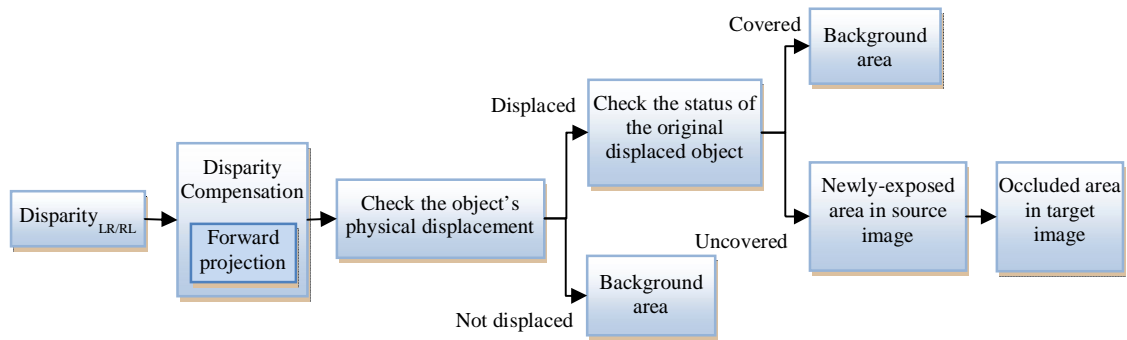 Disparity LR/RL
Disparity
Compensation
Forward
projection
Check the object's
physical displacement
Displaced
Not displaced
Check the status of
the original
displaced object
Background
area
Covered
Uncovered
Background
area
Newly-exposed
area in source
image
Occluded area
in target
image